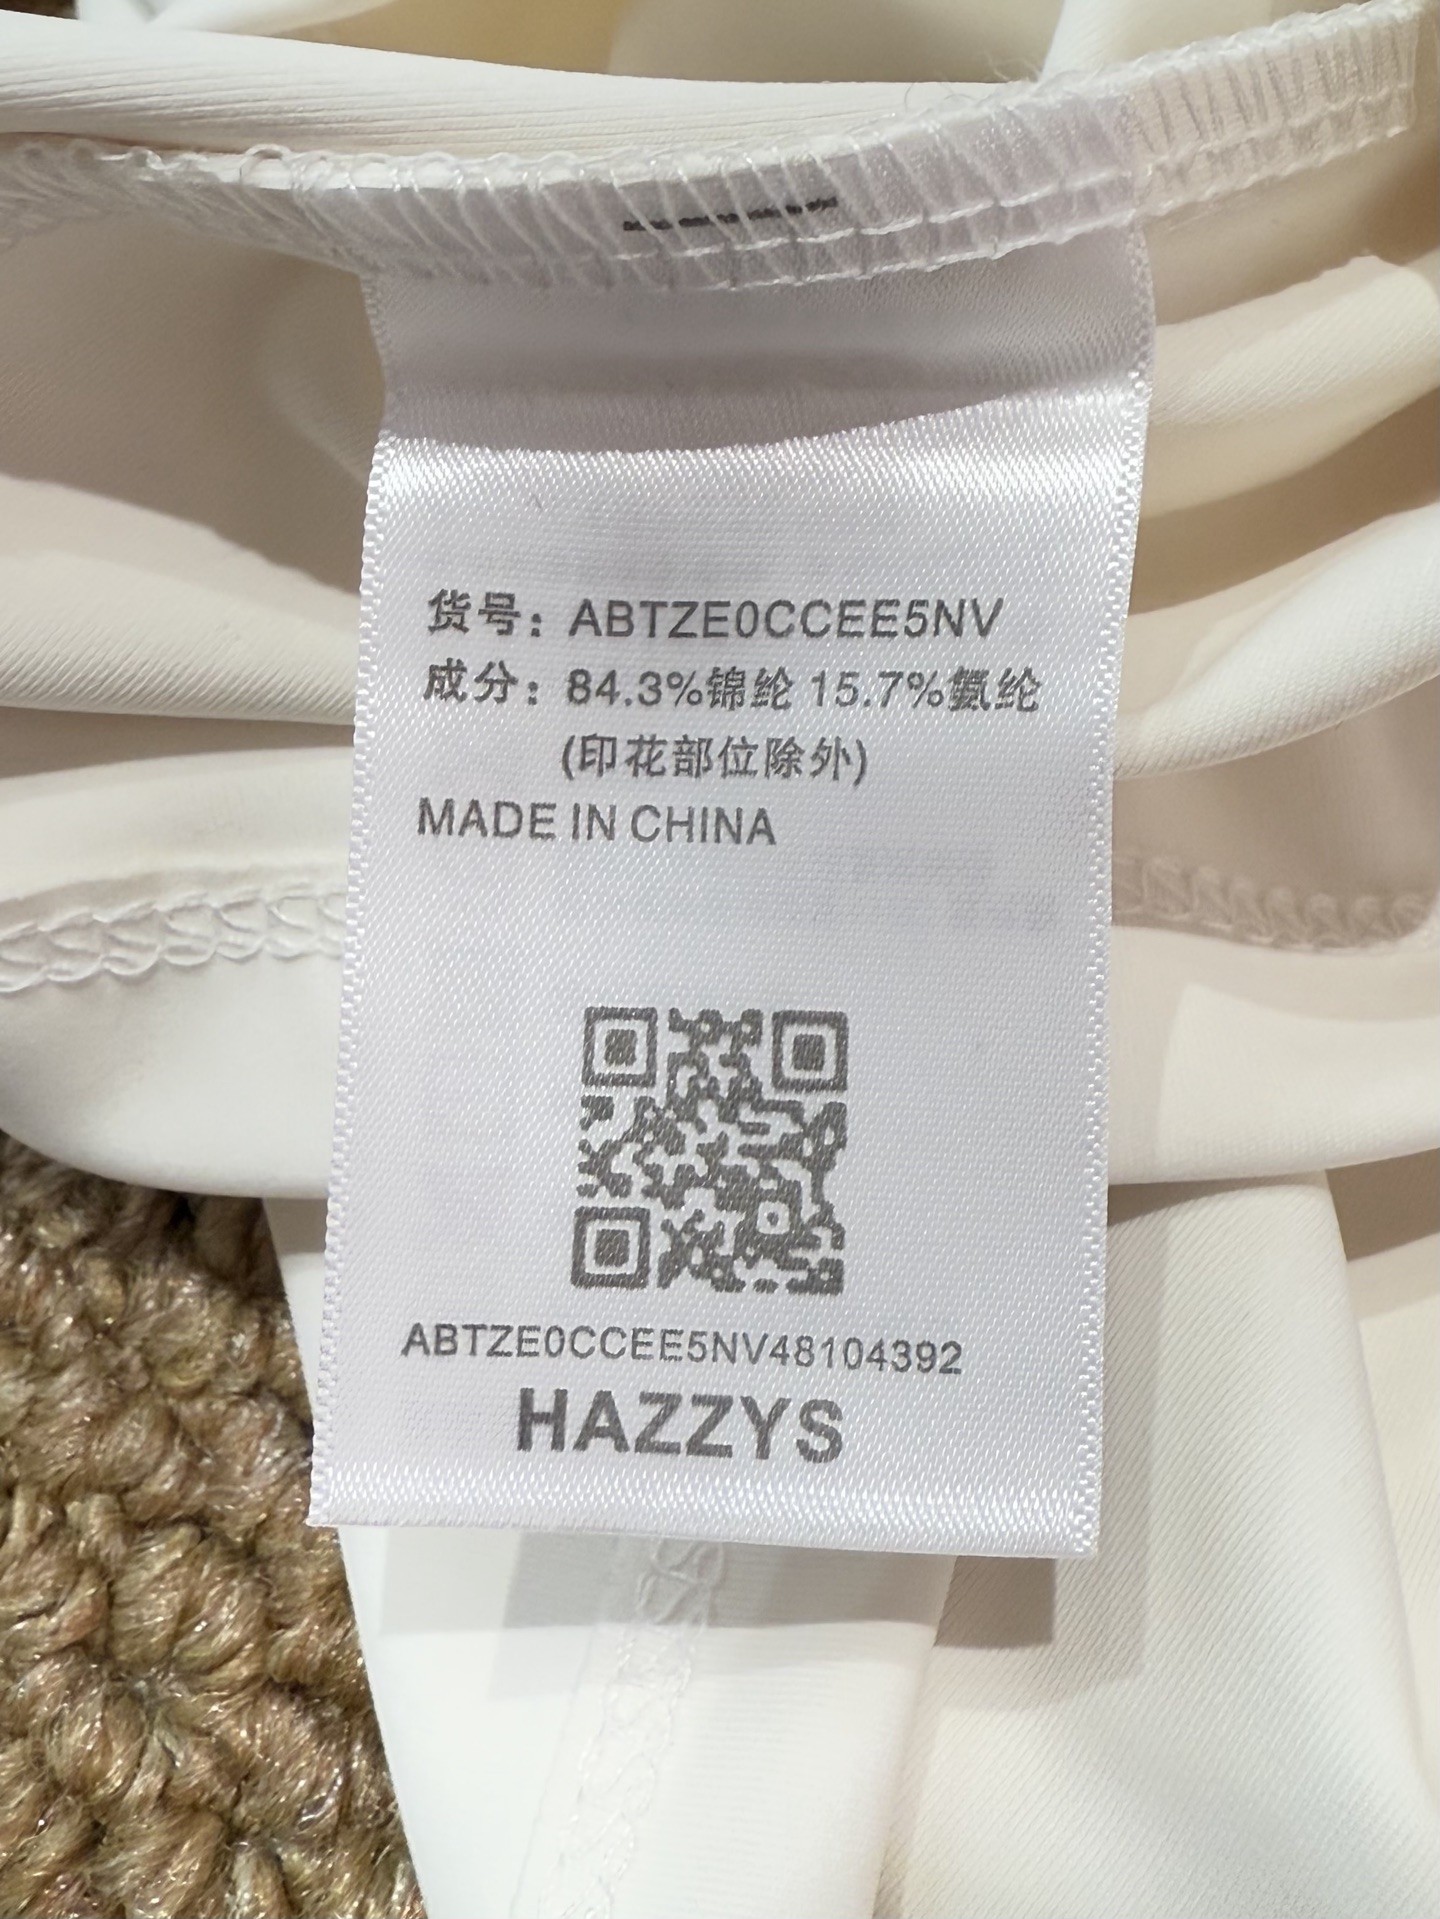 货号：ABTZE0CCEE5NV
成分：84.3%锦纶 15.7%氨纶
(印花部位除外)
MADE IN CHINA
ABTZE0CCEE5NV48104392
HAZZYS